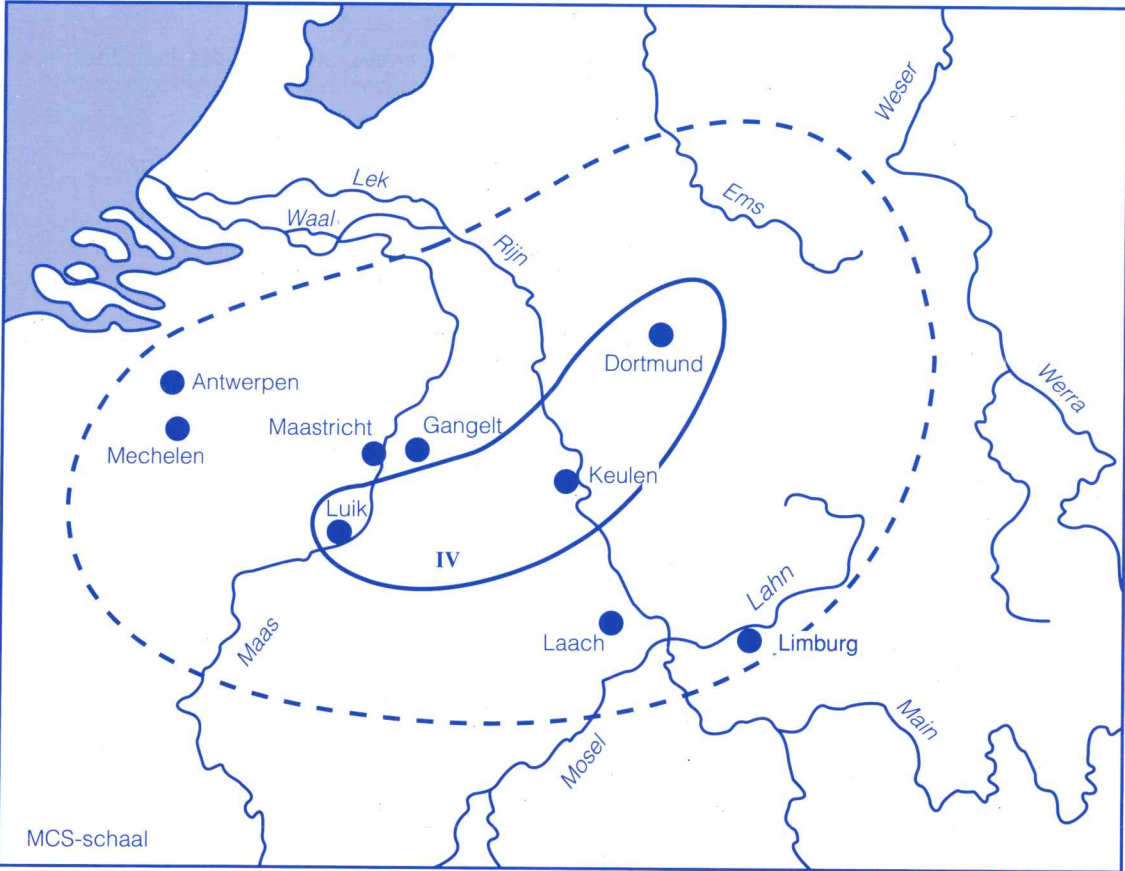 Weser
Lek
Ems
Waal
Rijn
Dortmund
Werra
Antwerpen
Maastricht
Gangelt
Mechelen
Keulen
Luik
IV
Lahn
Laach
Limburg
Maas
Main
Mosel
MCS-schaal